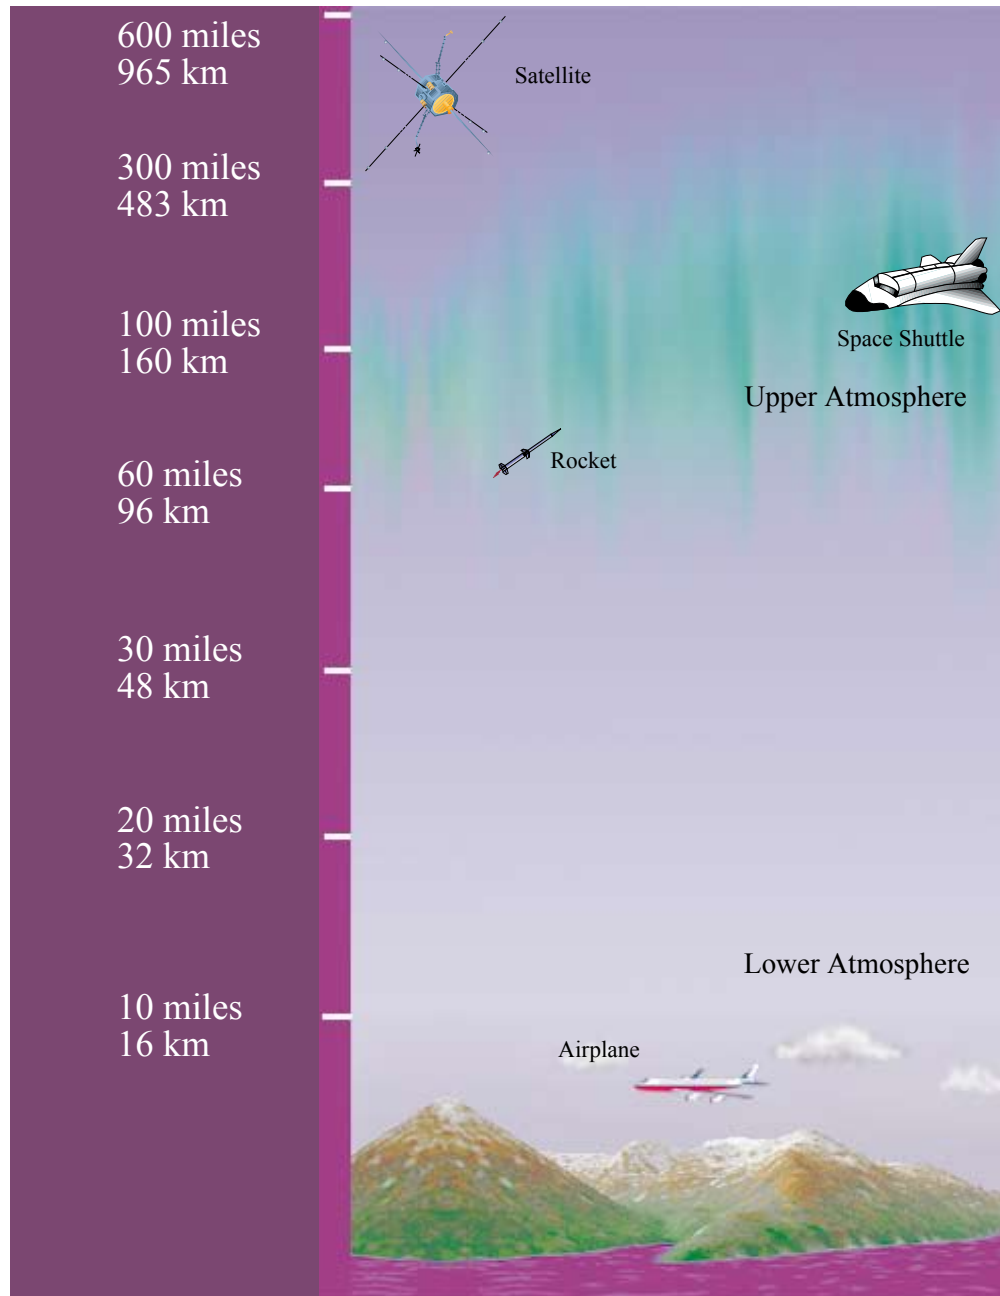 600 miles
965 km
Satellite
300 miles
483 km
100 miles
160 km
Space Shuttle
Upper Atmosphere
Rocket
60 miles
96 km
30 miles
48 km
20 miles
32 km
Lower Atmosphere
10 miles
16 km
Airplane